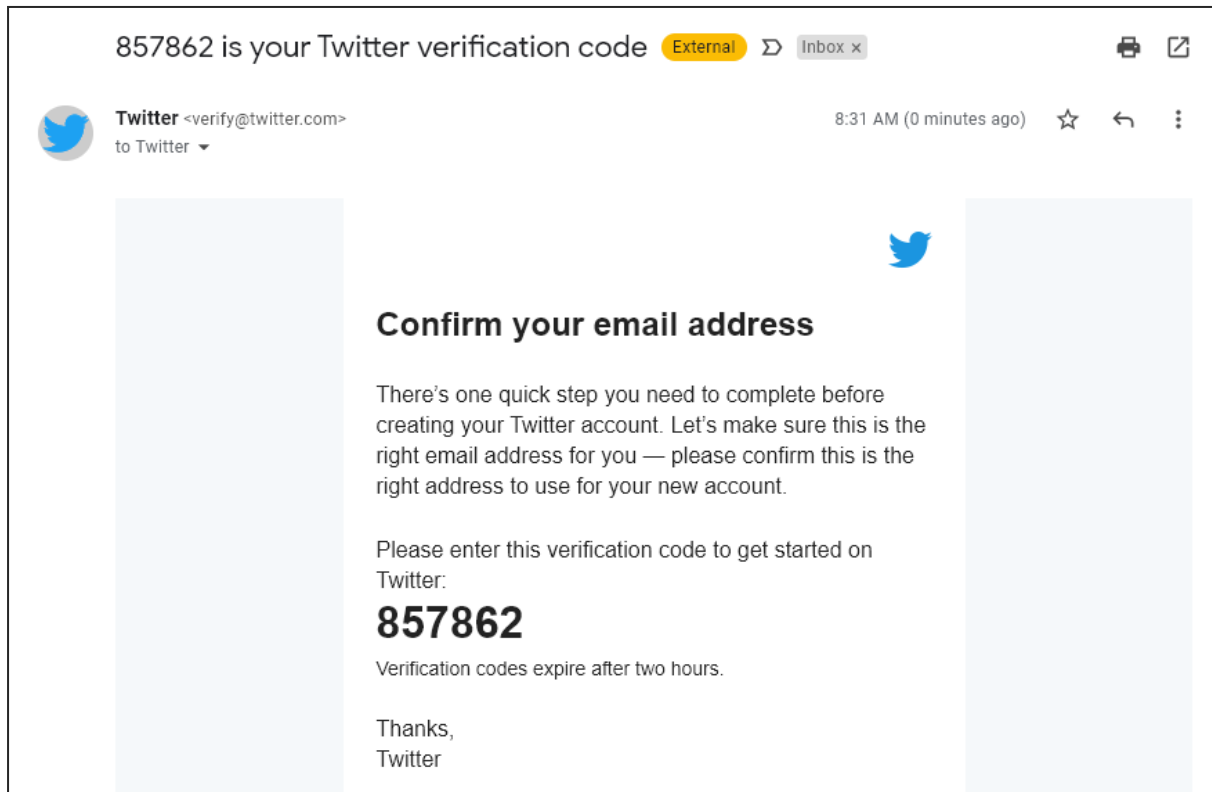 857862 is your Twitter verification code External Inbox ×
Twitter <verify@twitter.com> 8:31 AM (0 minutes ago)
to Twitter
Confirm your email address
There’s one quick step you need to complete before
creating your Twitter account. Let’s make sure this is the
right email address for you — please confirm this is the
right address to use for your new account.
Please enter this verification code to get started on
Twitter:
857862
Verification codes expire after two hours.
Thanks,
Twitter